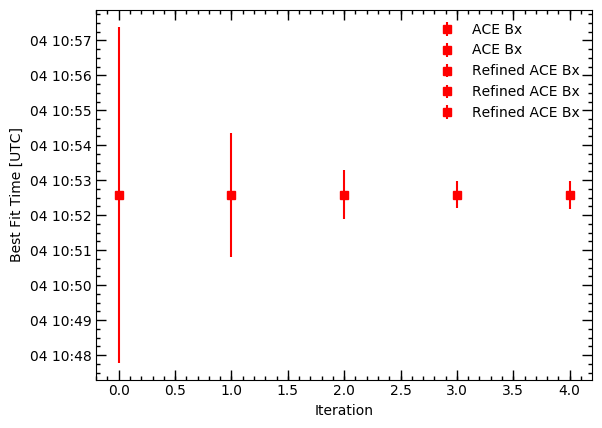 ACE Bx
ACE Bx
Refined ACE Bx
Refined ACE Bx
Refined ACE Bx
04 10:57
04 10:56
04 10:55
04 10:54
04 10:53
04 10:52
04 10:51
04 10:50
04 10:49
04 10:48
Best Fit Time [UTC]
0.0 0.5 1.0 1.5 2.0 2.5 3.0 3.5 4.0
Iteration